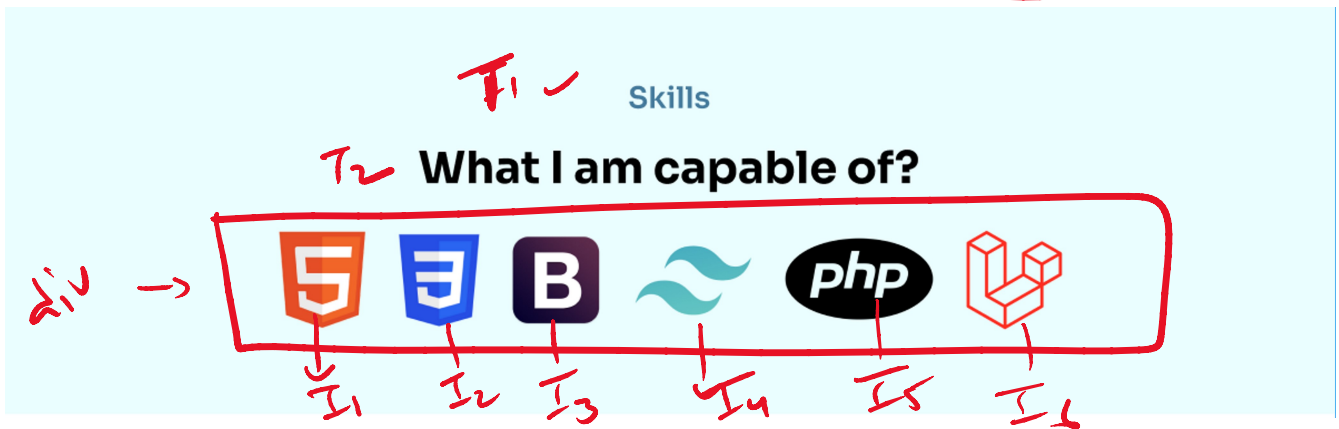 T1 ✓ Skills
T2 What I am capable of?
div → 5 3 B php
I1 I2 I3 I4 I5 I6